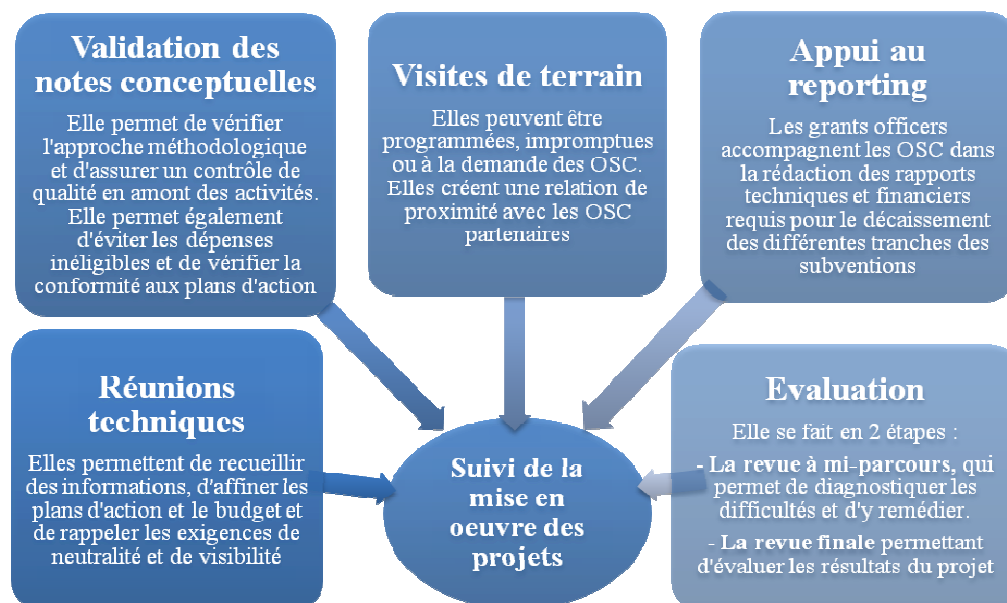 Validation des
notes conceptuelles
Elle permet de vérifier
l'approche méthodologique
et d'assurer un contrôle de
qualité en amont des activités.
Elle permet également
d'éviter les dépenses
inéligibles et de vérifier la
conformité aux plans d'action
Visites de terrain
Elles peuvent être
programmées, impromptues
ou à la demande des OSC.
Elles créent une relation de
proximité avec les OSC
partenaires
Appui au
reporting
Les grants officers
accompagnent les OSC dans
la rédaction des rapports
techniques et financiers
requis pour le décaissement
des différentes tranches des
subventions
Réunions
techniques
Elles permettent de recueillir
des informations, d'affiner les
plans d'action et le budget et
de rappeler les exigences de
neutralité et de visibilité
Suivi de la
mise en
oeuvre des
projets
Evaluation
Elle se fait en 2 étapes :
- La revue à mi-parcours, qui
permet de diagnostiquer les
difficultés et d'y remédier.
- La revue finale permettant
d'évaluer les résultats du projet